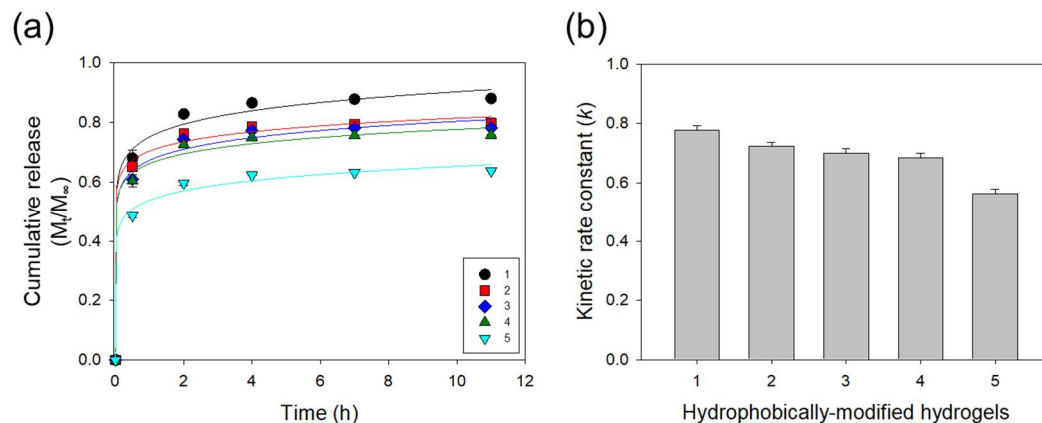 (a)
Cumulative release
(Mt/M∞)
1.0
0.8
0.6
0.4
0.2
0.0
0 2 4 6 8 10 12
Time (h)
1
2
3
4
5
(b)
Kinetic rate constant (k)
1.0
0.8
0.6
0.4
0.2
0.0
1 2 3 4 5
Hydrophobically-modified hydrogels